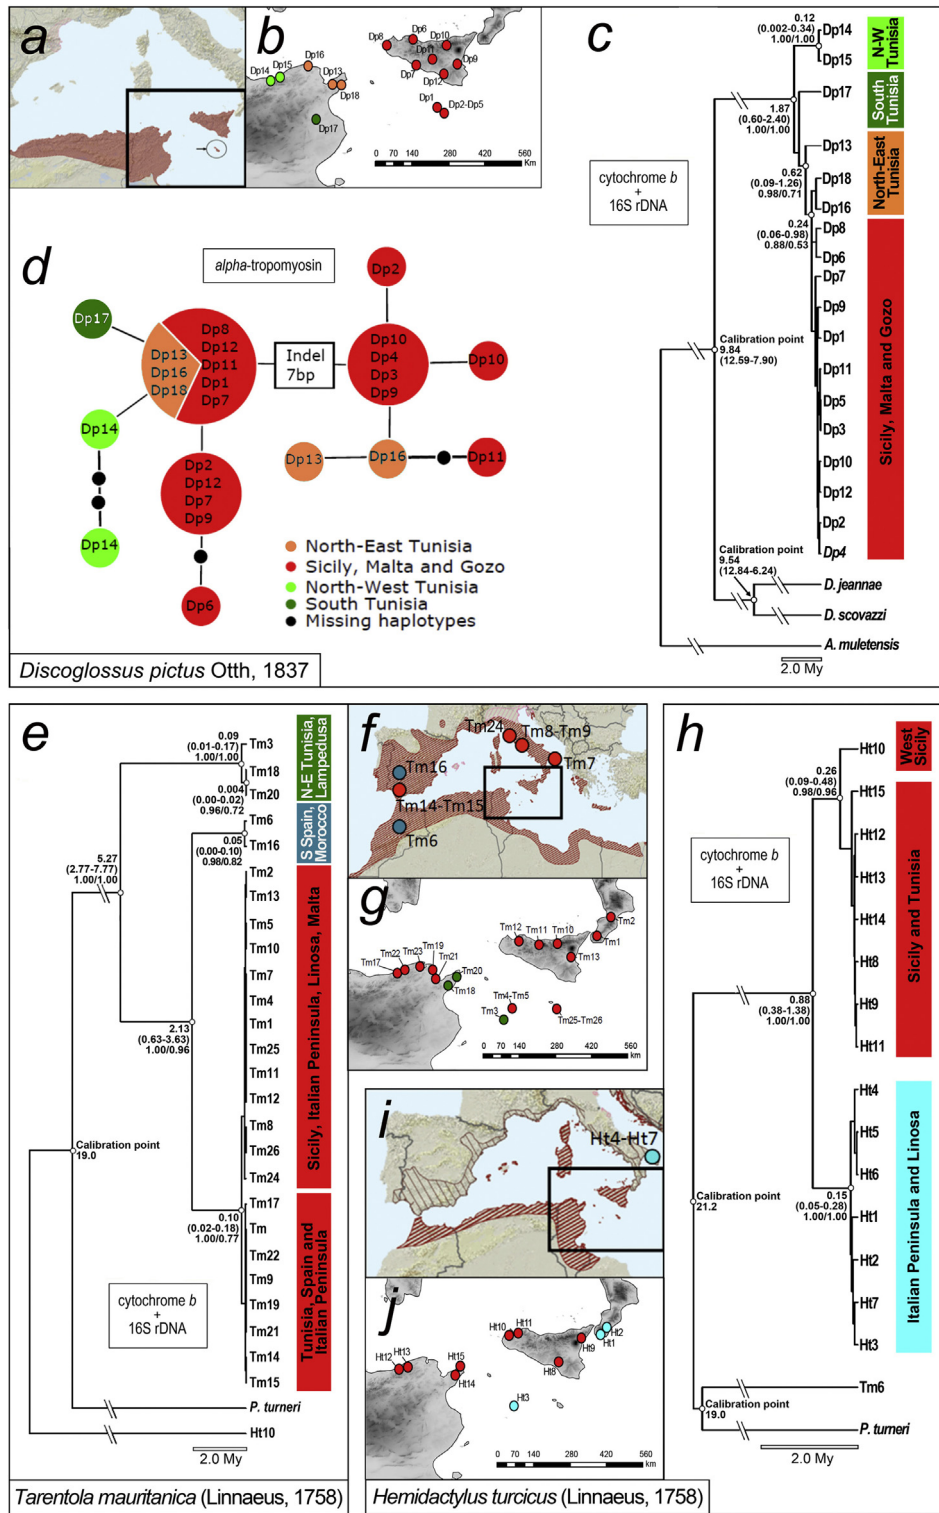 a
b
Dp8
Dp6
Dp10
Dp11
Dp9
Dp7
Dp12
Dp16
Dp15
Dp14
Dp13
Dp18
Dp1
Dp2-Dp5
Dp17
0 70 140 280 420 560
Km
c
0.12
(0.002-0.34)
1.00/1.00
Dp14
Dp15
N-W Tunisia
Dp17
South Tunisia
1.87
(0.60-2.40)
1.00/1.00
Dp13
0.62
(0.09-1.26)
0.98/0.71
Dp18
Dp16
North-East Tunisia
0.24
(0.06-0.98)
0.88/0.53
Dp8
Dp6
Dp7
Dp9
Dp1
Dp11
Dp5
Dp3
Dp10
Dp12
Dp2
Dp4
Sicily, Malta and Gozo
cytochrome b
+
16S rDNA
Calibration point
9.84
(12.59-7.90)
Calibration point
9.54
(12.84-6.24)
D. jeannae
D. scovazzi
A. muletensis
2.0 My
d
alpha-tropomyosin
Dp2
Dp17
Dp13
Dp16
Dp18
Dp8
Dp12
Dp11
Dp1
Dp7
Indel
7bp
Dp10
Dp4
Dp3
Dp9
Dp10
Dp14
Dp2
Dp12
Dp7
Dp9
Dp13
Dp16
Dp11
Dp14
Dp6
North-East Tunisia
Sicily, Malta and Gozo
North-West Tunisia
South Tunisia
Missing haplotypes
Discoglossus pictus Otth, 1837
e
0.09
(0.01-0.17)
1.00/1.00
Tm3
Tm18
Tm20
0.004
(0.00-0.02)
0.96/0.72
N-E Tunisia, Lampedusa
Tm6
Tm16
0.05
(0.00-0.10)
0.98/0.82
S Spain, Morocco
5.27
(2.77-7.77)
1.00/1.00
Tm2
Tm13
Tm5
Tm10
Tm7
Tm4
Tm1
Tm25
Tm11
Tm12
Tm8
Tm26
Tm24
Sicily, Italian Peninsula, Linosa, Malta
2.13
(0.63-3.63)
1.00/0.96
Calibration point
19.0
0.10
(0.02-0.18)
1.00/0.77
Tm17
Tm
Tm22
Tm9
Tm19
Tm21
Tm14
Tm15
Tunisia, Spain and Italian Peninsula
cytochrome b
+
16S rDNA
P. turneri
Ht10
2.0 My
Tarentola mauritanica (Linnaeus, 1758)
f
Tm24
Tm8-Tm9
Tm7
Tm16
Tm14-Tm15
Tm6
g
Tm2
Tm1
Tm12
Tm11
Tm10
Tm13
Tm19
Tm23
Tm22
Tm21
Tm17
Tm20
Tm18
Tm4-Tm5
Tm3
Tm25-Tm26
0 70 140 280 420 560
km
i
Ht4-Ht7
j
Ht11
Ht10
Ht2
Ht1
Ht9
Ht8
Ht13
Ht12
Ht15
Ht14
Ht3
0 70 140 280 420 560
km
Hemidactylus turcicus (Linnaeus, 1758)
h
Ht10
West Sicily
0.26
(0.09-0.48)
0.98/0.96
Ht15
Ht12
Ht13
Ht14
Ht8
Ht9
Ht11
Sicily and Tunisia
cytochrome b
+
16S rDNA
0.88
(0.38-1.38)
1.00/1.00
Ht4
Ht5
Ht6
Ht1
Ht2
Ht7
Ht3
Italian Peninsula and Linosa
0.15
(0.05-0.28)
1.00/1.00
Calibration point
21.2
Tm6
Calibration point
19.0
P. turneri
2.0 My